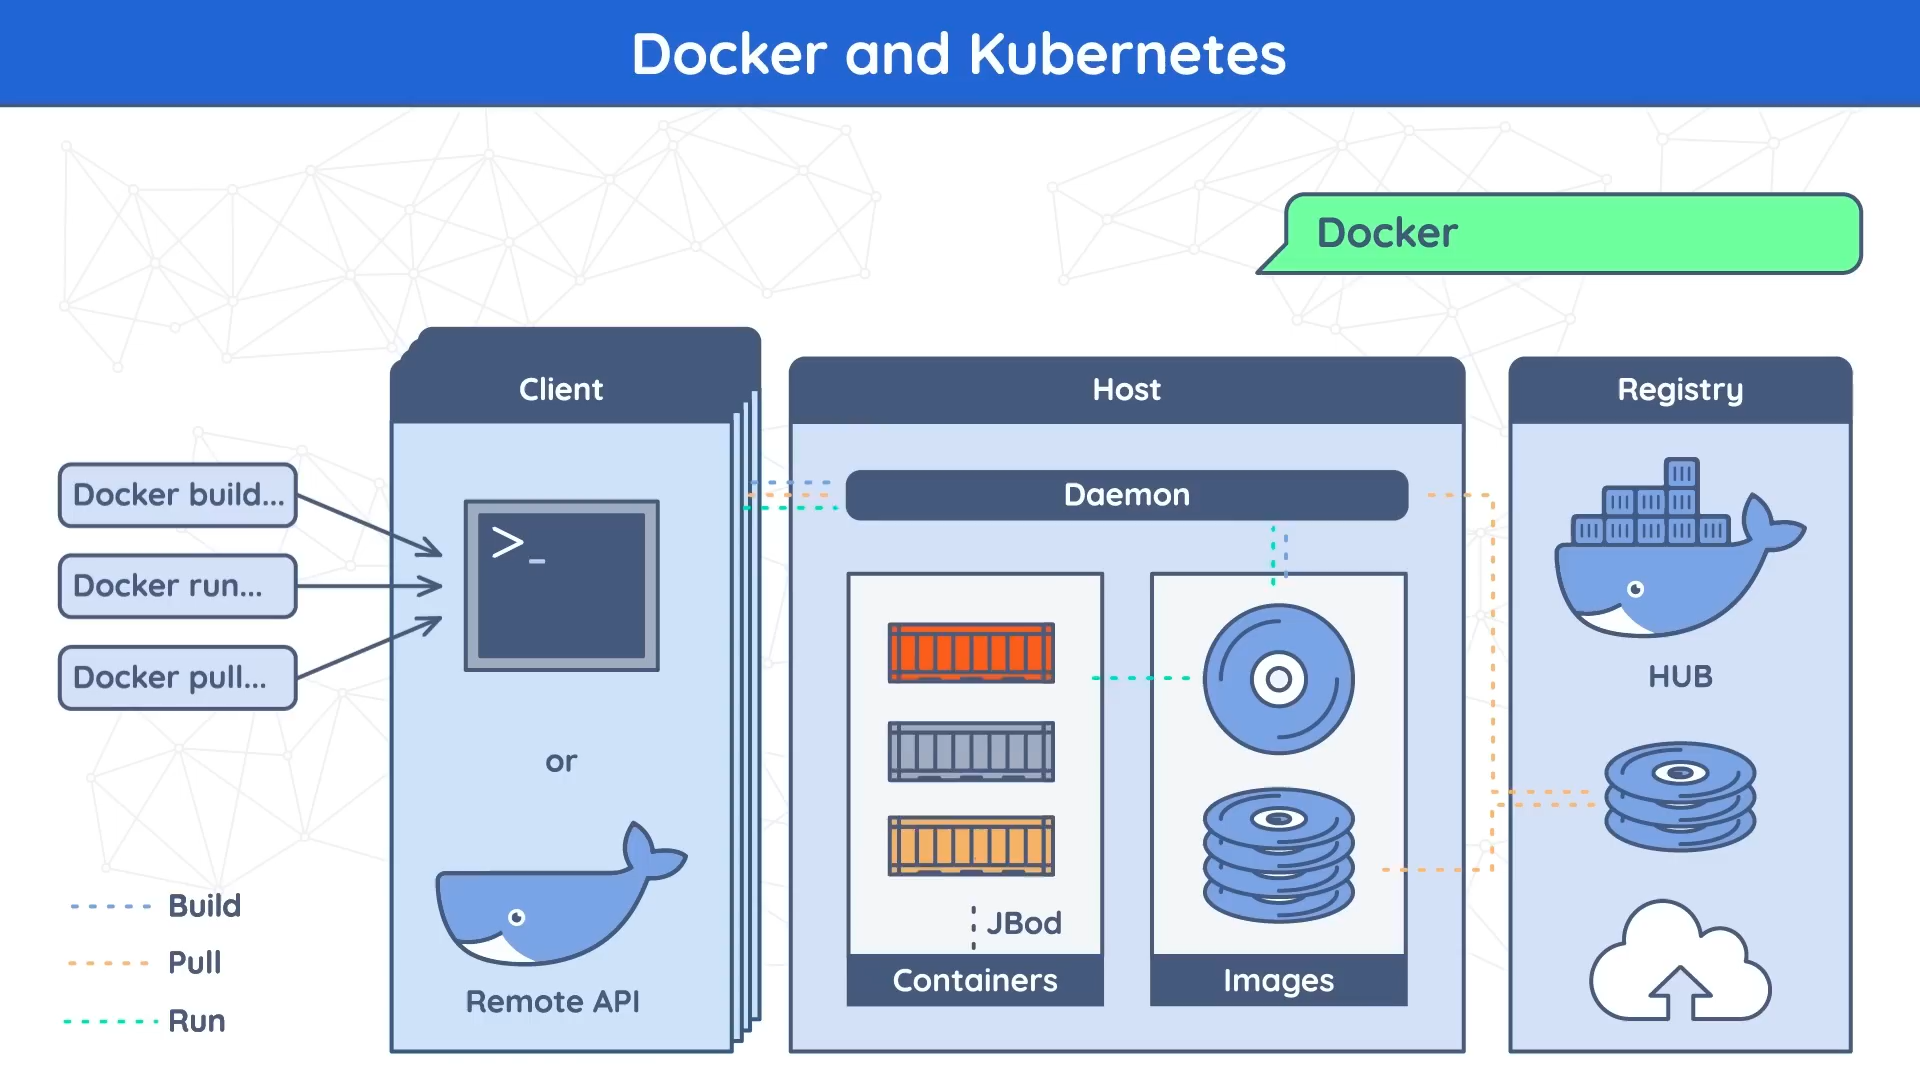 Docker and Kubernetes
Docker
Client
Host
Registry
Docker build...
Docker run...
Docker pull...
>_
Daemon
HUB
or
JBod
Containers
Images
Remote API
Build
Pull
Run